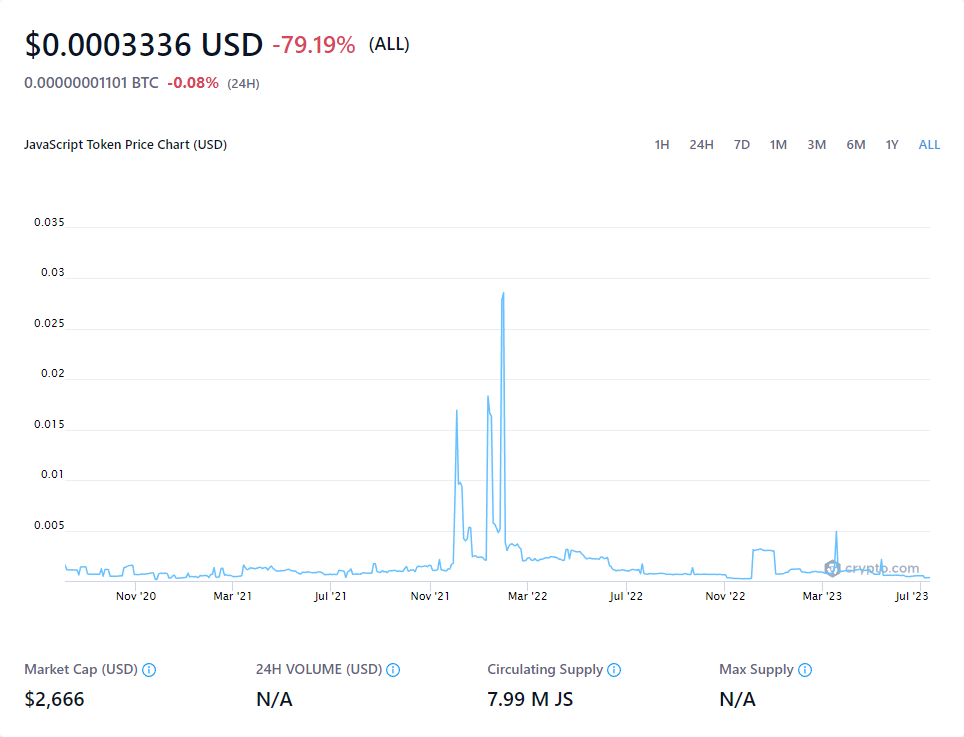 $0.0003336 USD -79.19% (ALL)
0.00000001101 BTC -0.08% (24H)
JavaScript Token Price Chart (USD) 1H 24H 7D 1M 3M 6M 1Y ALL
0.035
0.03
0.025
0.02
0.015
0.01
0.005
crypto.com
Nov '20 Mar '21 Jul '21 Nov '21 Mar '22 Jul '22 Nov '22 Mar '23 Jul '23
Market Cap (USD) 24H VOLUME (USD) Circulating Supply Max Supply
$2,666 N/A 7.99 M JS N/A